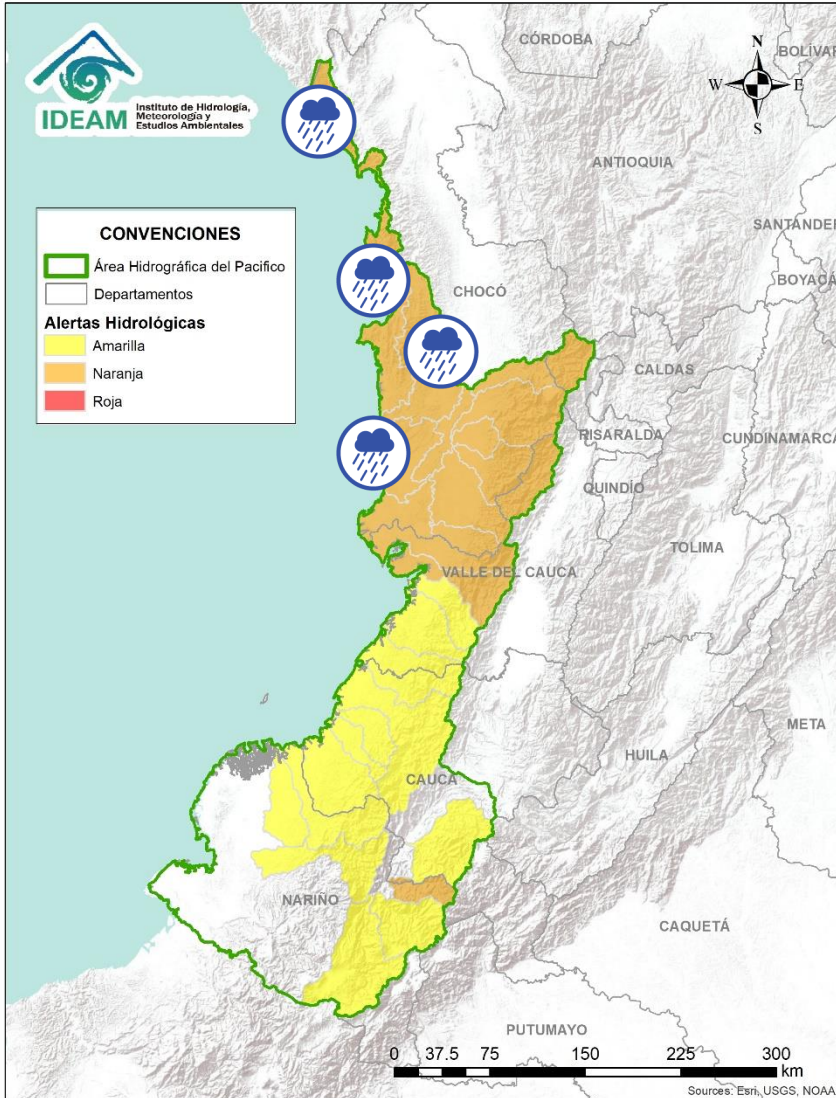 IDEAM
Instituto de Hidrología,
Meteorología y
Estudios Ambientales
CÓRDOBA
BOLÍVAR
N
W E
S
ANTIOQUIA
CONVENCIONES
Área Hidrográfica del Pacifico
Departamentos
Alertas Hidrológicas
Amarilla
Naranja
Roja
SANTANDER
BOYACÁ
CHOCÓ
CALDAS
RISARALDA
CUNDINAMARCA
QUINDÍO
TOLIMA
VALLE DEL CAUCA
META
HUILA
CAUCA
NARIÑO
CAQUETÁ
PUTUMAYO
0 37.5 75 150 225 300
km
Sources: Esri, USGS, NOAA